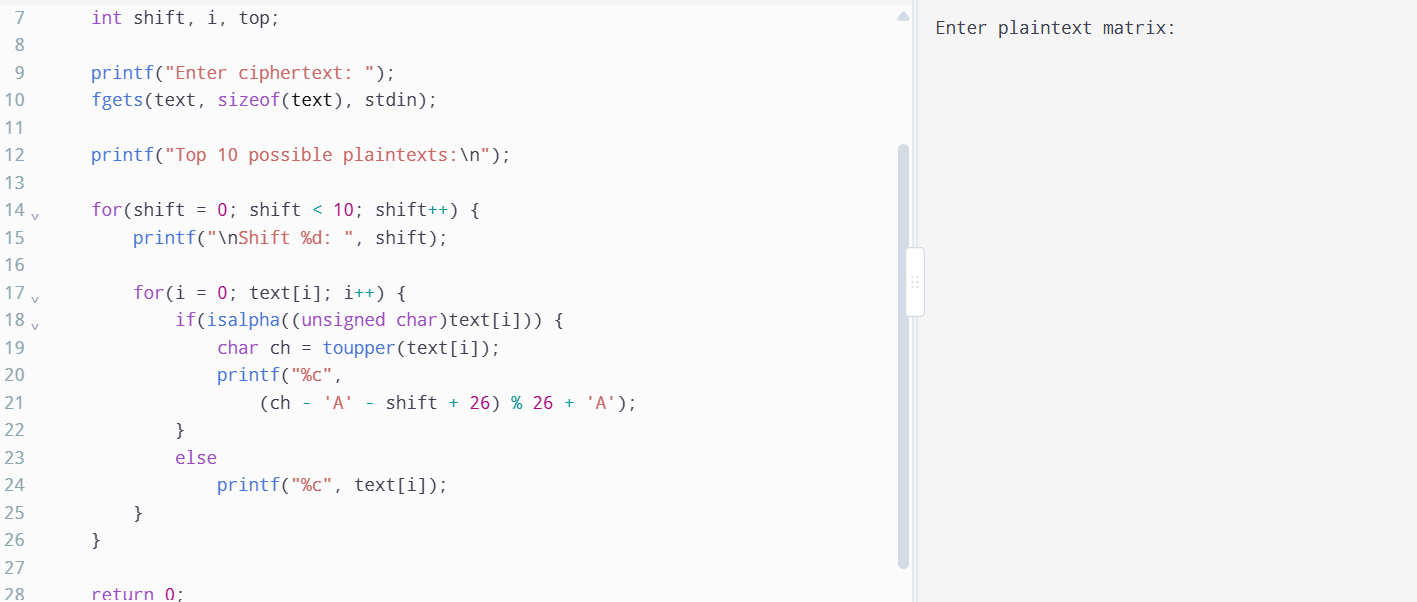 7 int shift, i, top;
8
9 printf("Enter ciphertext: ");
10 fgets(text, sizeof(text), stdin);
11
12 printf("Top 10 possible plaintexts:\n");
13
14 for(shift = 0; shift < 10; shift++) {
15 printf("\nShift %d: ", shift);
16
17 for(i = 0; text[i]; i++) {
18 if(isalpha((unsigned char)text[i])) {
19 char ch = toupper(text[i]);
20 printf("%c",
21 (ch - 'A' - shift + 26) % 26 + 'A');
22 }
23 else
24 printf("%c", text[i]);
25 }
26 }
27
28 return 0;
Enter plaintext matrix: